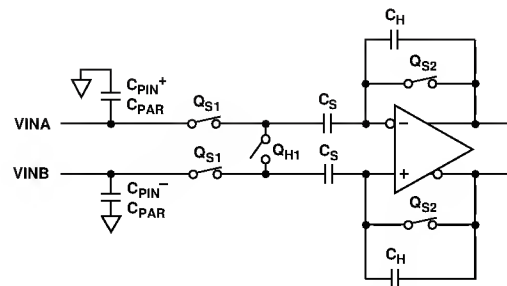 CH
QS2
CPIN+
CPAR
QS1
CS
VINA
QH1
−
VINB
QS1
CS
+
CPIN−
CPAR
QS2
CH